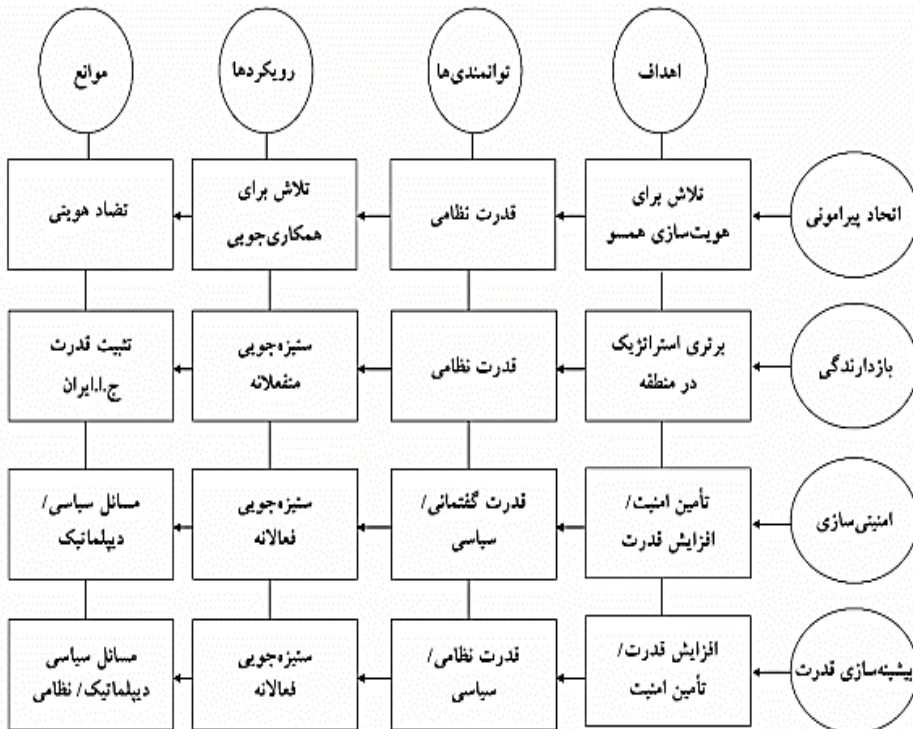 اهداف
توانمندی‌ها
رویکردها
موانع
اتحاد پیرامونی
تلاش برای
هویت‌سازی همسو
قدرت نظامی
تلاش برای
همکاری‌جویی
تضاد هویتی
بازدارندگی
برتری استراتژیک
در منطقه
قدرت نظامی
ستیزه‌جویی
منفعلانه
تثبیت قدرت
ج.ا.ایران
امنیتی‌سازی
تأمین امنیت/
افزایش قدرت
قدرت گفتمانی/
سیاسی
ستیزه‌جویی
فعالانه
مسائل سیاسی/
دیپلماتیک
بیشینه‌سازی قدرت
افزایش قدرت/
تأمین امنیت
قدرت نظامی/
سیاسی
ستیزه‌جویی
فعالانه
مسائل سیاسی
دیپلماتیک/ نظامی